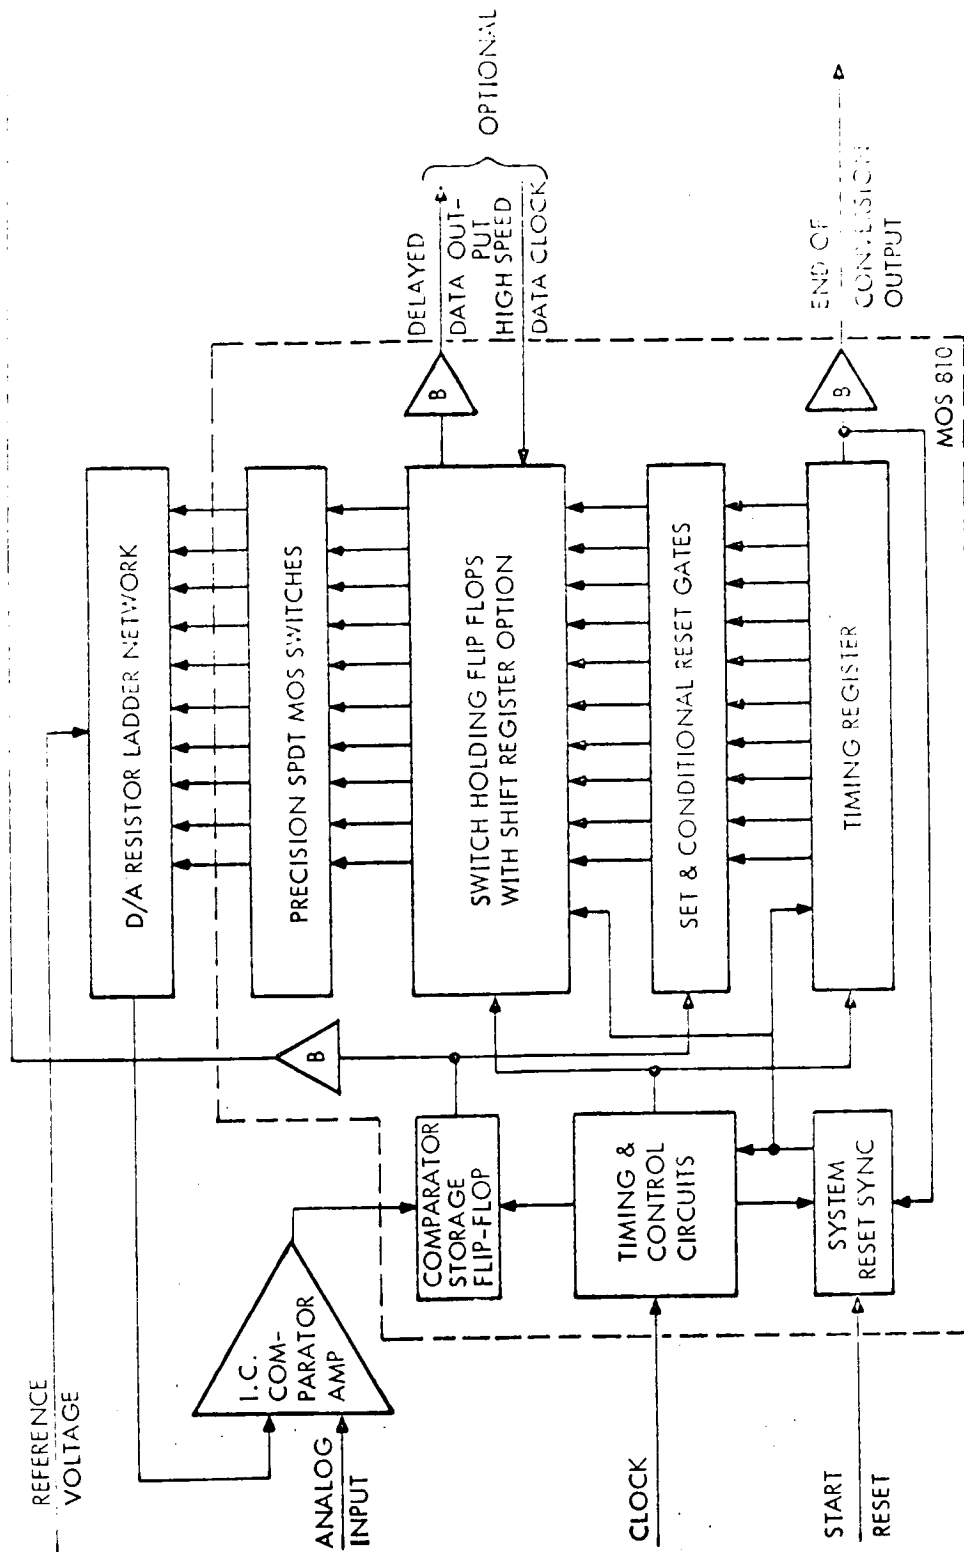 REFERENCE
VOLTAGE
ANALOG
INPUT
CLOCK
START
RESET
I.C.
COM-
PARATOR
AMP
COMPARATOR
STORAGE
FLIP-FLOP
TIMING &
CONTROL
CIRCUITS
SYSTEM
RESET SYNC
B
D/A RESISTOR LADDER NETWORK
PRECISION SPDT MOS SWITCHES
SWITCH HOLDING FLIP FLOPS
WITH SHIFT REGISTER OPTION
SET & CONDITIONAL RESET GATES
TIMING REGISTER
B
B
MOS 810
DELAYED
DATA OUT-
PUT
HIGH SPEED
DATA CLOCK
OPTIONAL
END OF
CONVERSION
OUTPUT